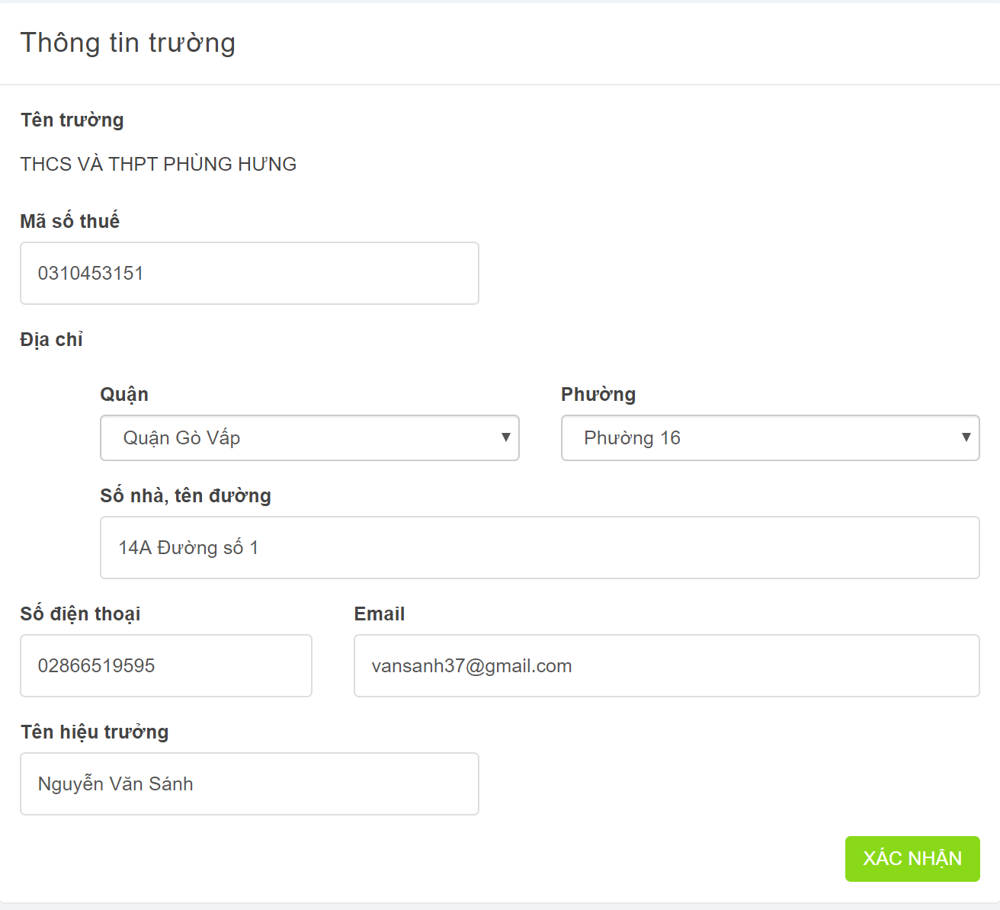 Thông tin trường
Tên trường
THCS VÀ THPT PHÙNG HƯNG
Mã số thuế
0310453151
Địa chỉ
Quận
Phường
Quận Gò Vấp
Phường 16
Số nhà, tên đường
14A Đường số 1
Số điện thoại
Email
02866519595
vansanh37@gmail.com
Tên hiệu trưởng
Nguyễn Văn Sánh
XÁC NHẬN